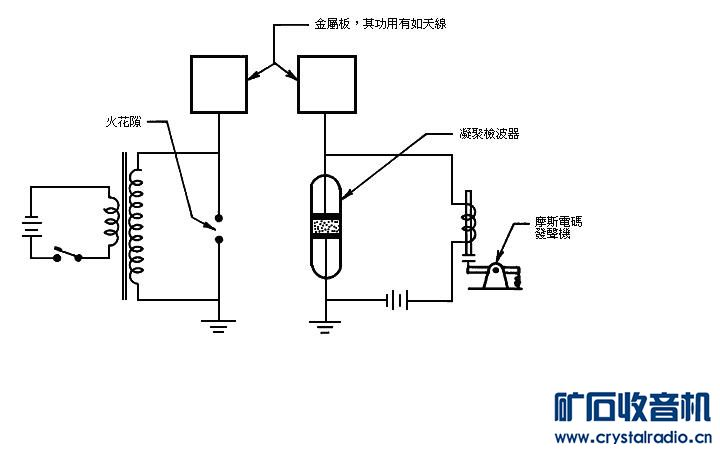 金屬板，其功用有如天線
火花隙
凝聚檢波器
摩斯電碼
發聲機
矿石收音机
www.crystalradio.cn